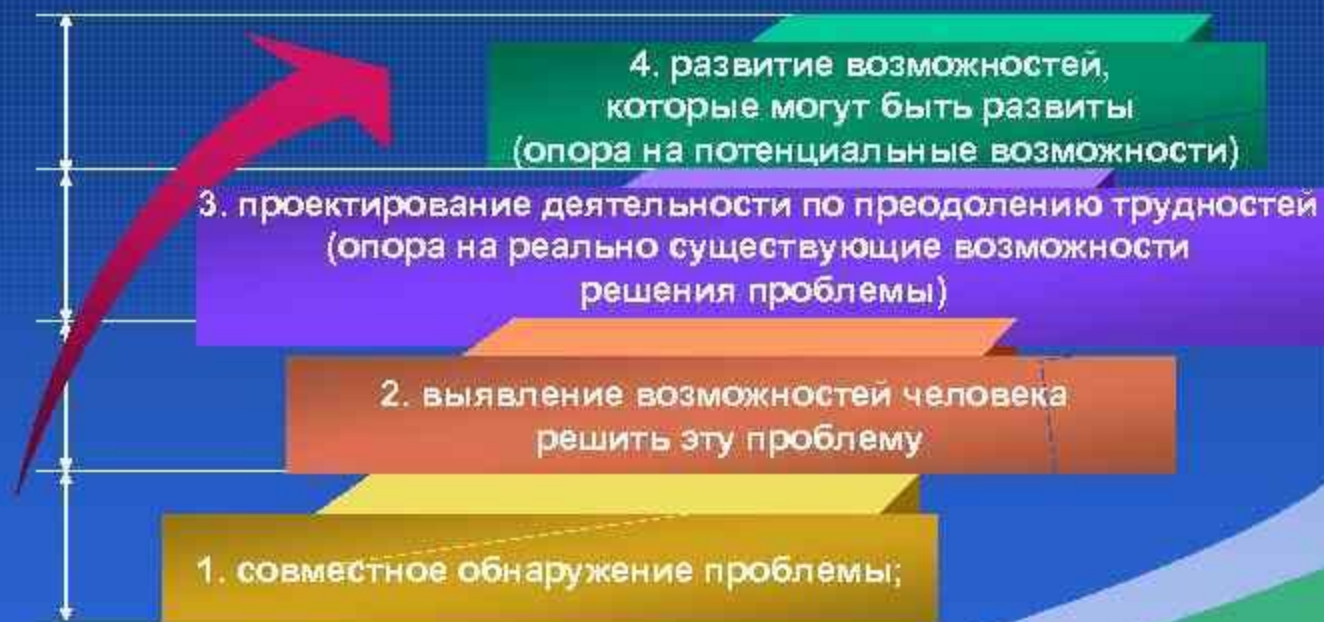 4. развитие возможностей,
которые могут быть развиты
(опора на потенциальные возможности)
3. проектирование деятельности по преодолению трудностей
(опора на реально существующие возможности
решения проблемы)
2. выявление возможностей человека
решить эту проблему
1. совместное обнаружение проблемы;